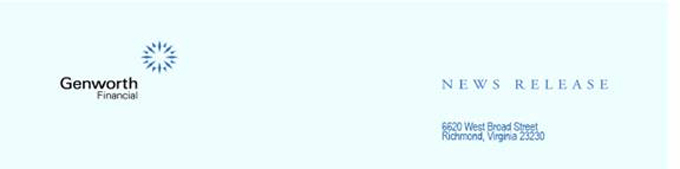 Genworth
Financial
NEWS RELEASE
6620 West Broad Street
Richmond, Virginia 23230